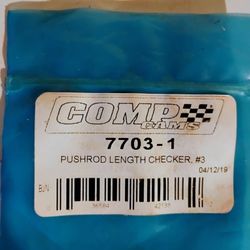 COMP
CAMS
7703-1
PUSHROD LENGTH CHECKER, #3
04/12/19